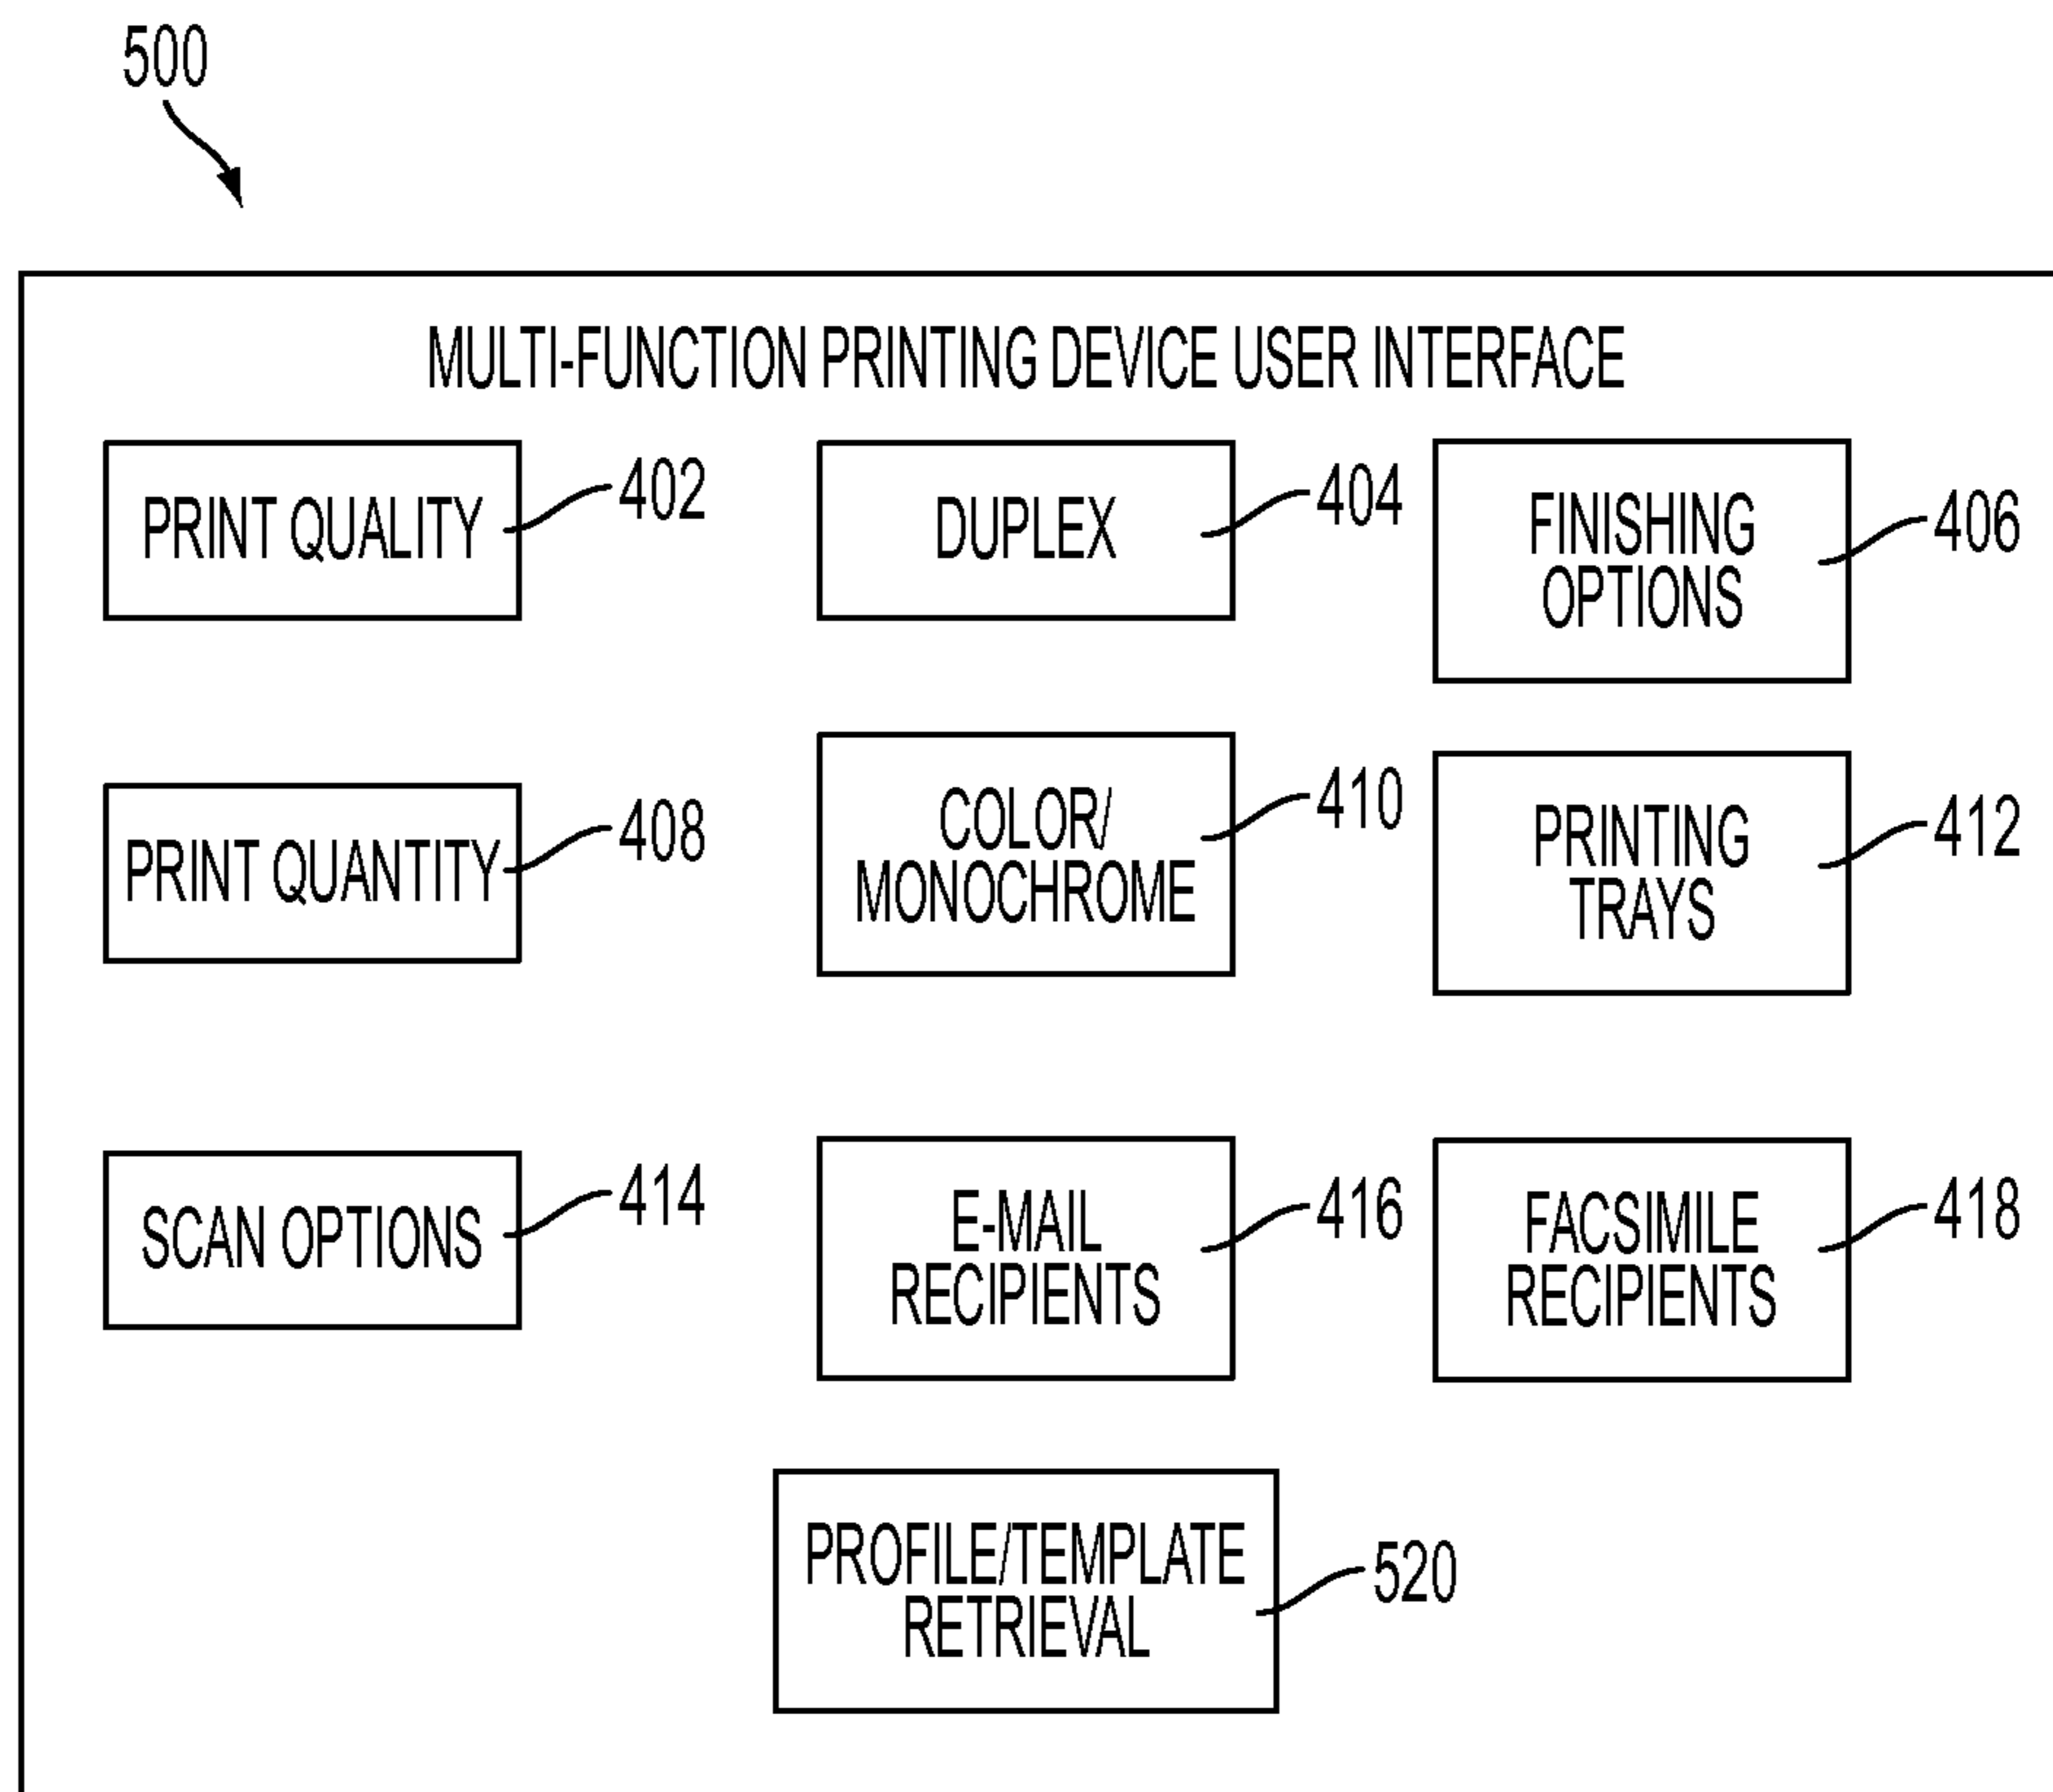 500
MULTI-FUNCTION PRINTING DEVICE USER INTERFACE
PRINT QUALITY
402
DUPLEX
404
FINISHING
OPTIONS
406
PRINT QUANTITY
408
COLOR/
MONOCHROME
410
PRINTING
TRAYS
412
SCAN OPTIONS
414
E-MAIL
RECIPIENTS
416
FACSIMILE
RECIPIENTS
418
PROFILE/TEMPLATE
RETRIEVAL
520